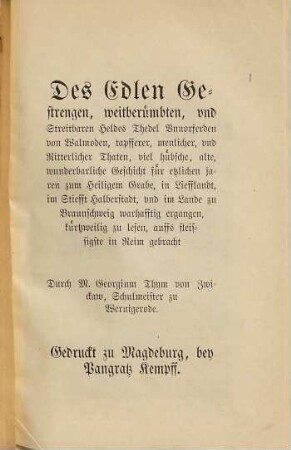 Des Edlen Ge-
strengen, weitberümbten, vnd
Streitbaren Heldes Thedel Vnuorferden
von Walmoden, tapfferer, menlicher, vnd
Ritterlicher Thaten, viel hübsche, alte,
wunderbarliche Geschicht für etzlichen ja-
ren zum Heiligem Grabe, in Liefflandt,
im Stiefft Halberstadt, vnd im Lande zu
Braunschweig warhafftig ergangen,
kürtzweilig zu lesen, auffs fleis-
sigste in Reim gebracht
Durch M. Georgium Thym von Zwi-
ckaw, Schulmeister zu
Wernigerode.
Gedruckt zu Magdeburg, bey
Pangratz Kempff.